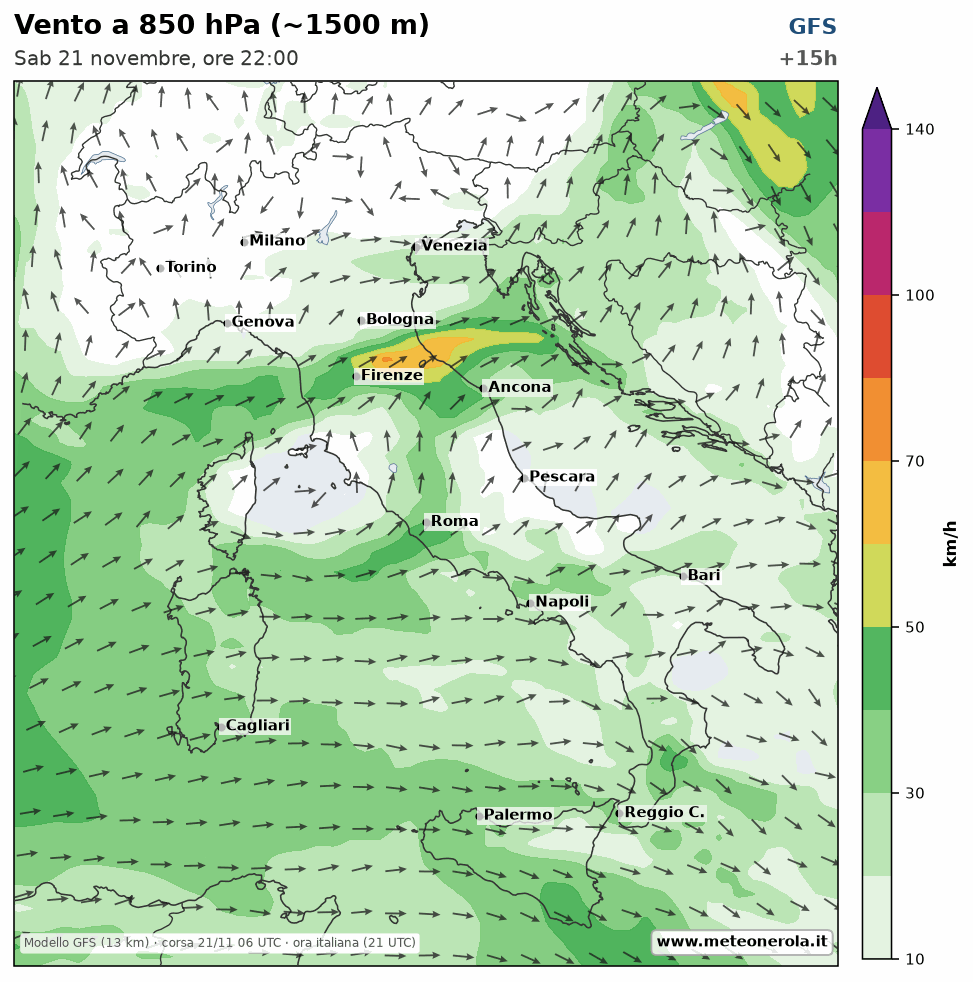 Vento a 850 hPa (~1500 m)
GFS
Sab 21 novembre, ore 22:00
+15h
140
Milano
Venezia
Torino
100
Genova
Bologna
Firenze
Ancona
70
Pescara
Roma
km/h
Bari
Napoli
50
Cagliari
30
Palermo
Reggio C.
Modello GFS (13 km) · corsa 21/11 06 UTC · ora italiana (21 UTC)
www.meteonerola.it
10